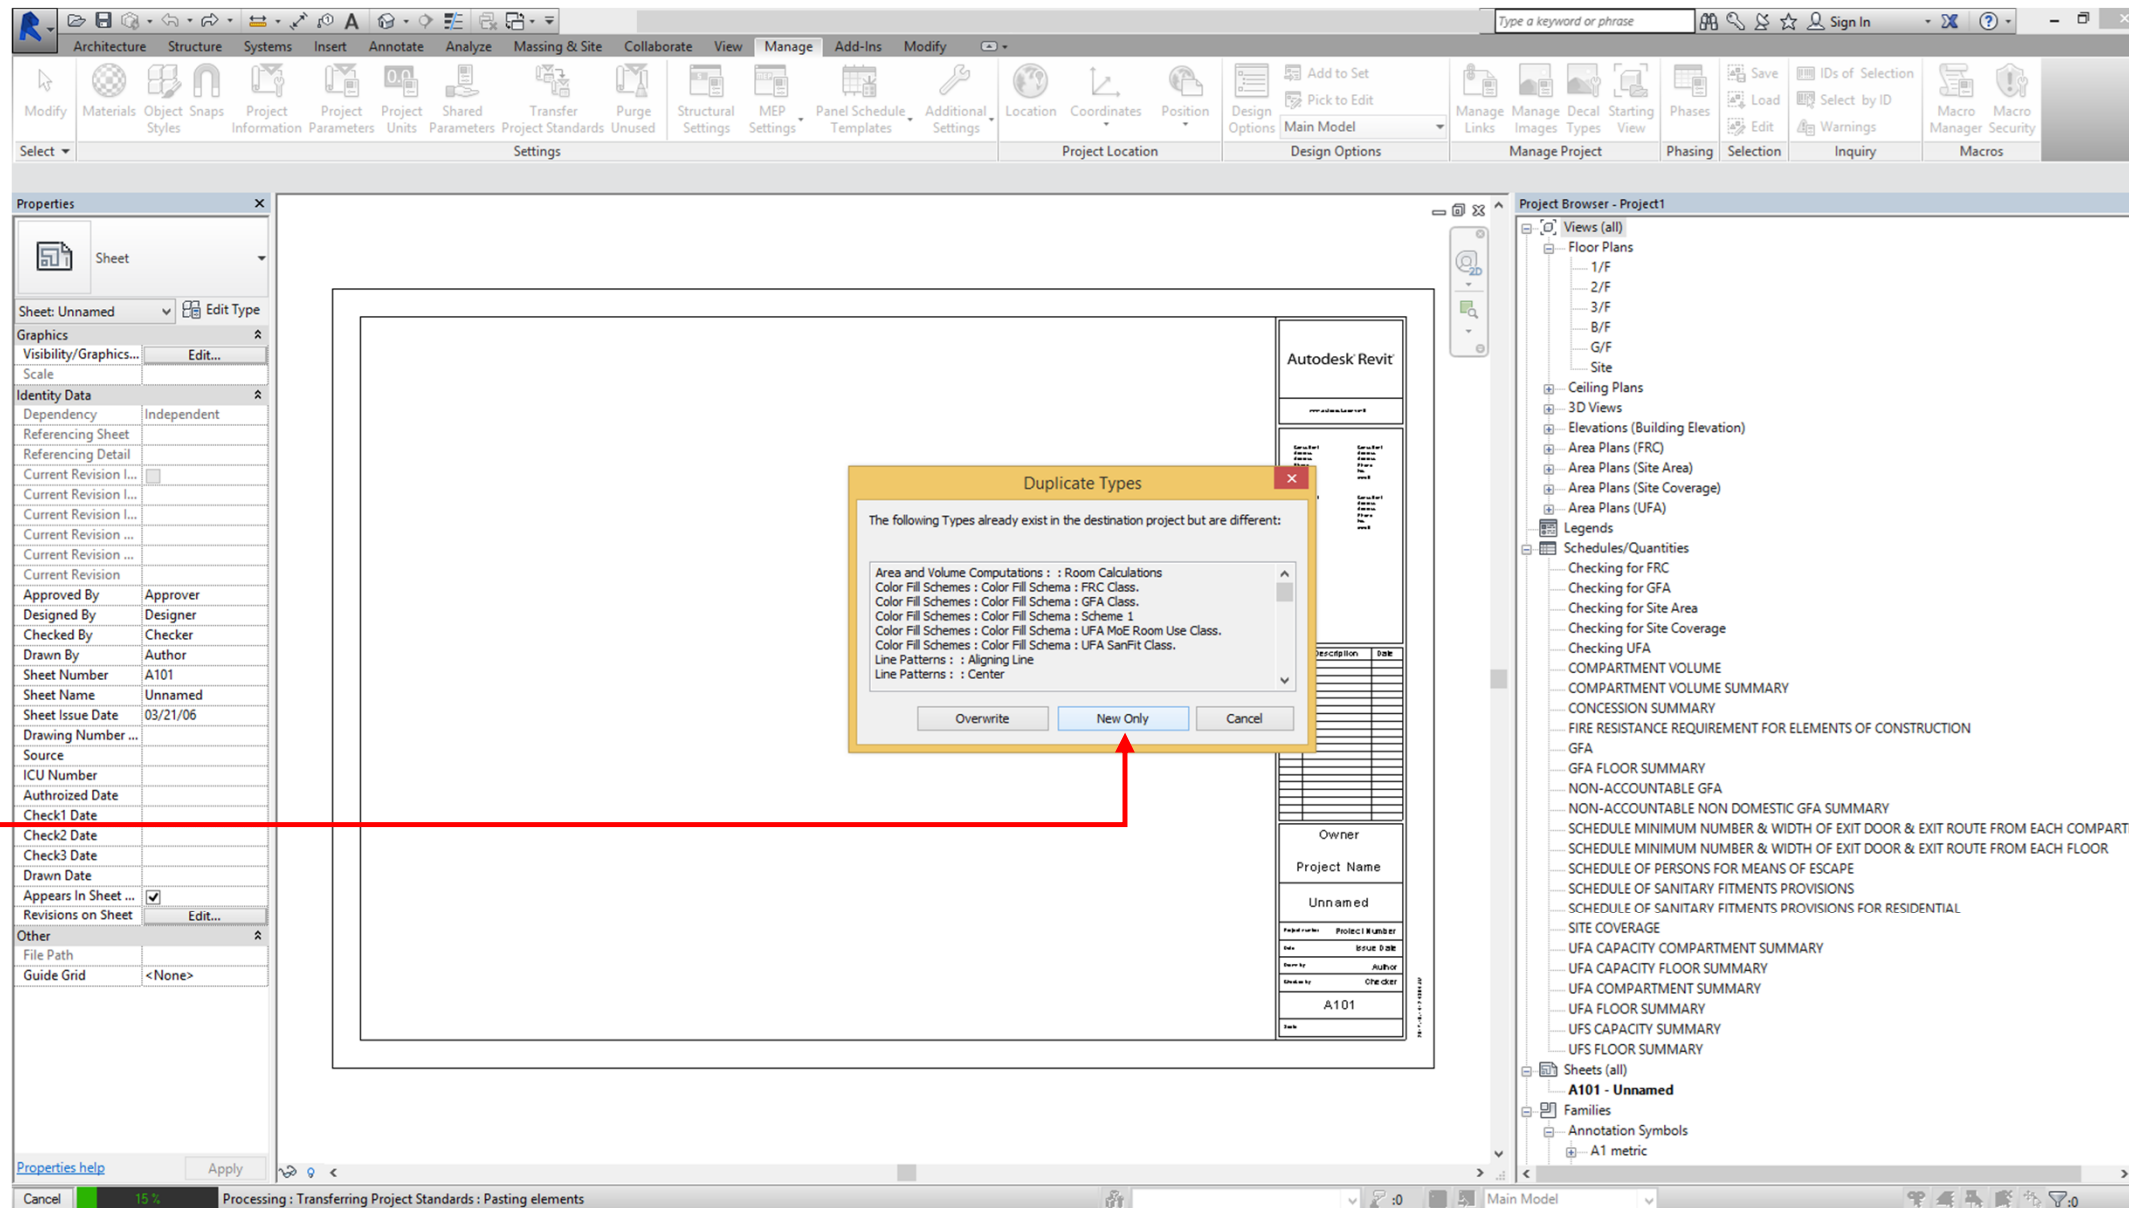 Type a keyword or phrase
Sign In
Architecture Structure Systems Insert Annotate Analyze Massing & Site Collaborate View Manage Add-Ins Modify
Modify
Materials
Object Styles
Snaps
Project Information
Project Parameters
Project Units
Shared Parameters
Transfer Project Standards
Purge Unused
Structural Settings
MEP Settings
Panel Schedule Templates
Additional Settings
Location
Coordinates
Position
Design Options
Add to Set
Pick to Edit
Main Model
Manage Links
Manage Images
Decal Types
Starting View
Phases
Save
Load
Edit
IDs of Selection
Select by ID
Warnings
Macro Manager
Macro Security
Select
Settings
Project Location
Design Options
Manage Project
Phasing
Selection
Inquiry
Macros
Properties
Sheet
Sheet: Unnamed
Edit Type
Graphics
Visibility/Graphics... Edit...
Scale
Identity Data
Dependency Independent
Referencing Sheet
Referencing Detail
Current Revision I...
Current Revision I...
Current Revision I...
Current Revision ...
Current Revision ...
Current Revision
Approved By Approver
Designed By Designer
Checked By Checker
Drawn By Author
Sheet Number A101
Sheet Name Unnamed
Sheet Issue Date 03/21/06
Drawing Number ...
Source
ICU Number
Authroized Date
Check1 Date
Check2 Date
Check3 Date
Drawn Date
Appears In Sheet ...
Revisions on Sheet Edit...
Other
File Path
Guide Grid <None>
Properties help
Apply
2D
Autodesk Revit
Description Date
Owner
Project Name
Unnamed
Project Number
Issue Date
Author
Checker
A101
Duplicate Types
The following Types already exist in the destination project but are different:
Area and Volume Computations : : Room Calculations
Color Fill Schemes : Color Fill Schema : FRC Class.
Color Fill Schemes : Color Fill Schema : GFA Class.
Color Fill Schemes : Color Fill Schema : Scheme 1
Color Fill Schemes : Color Fill Schema : UFA MoE Room Use Class.
Color Fill Schemes : Color Fill Schema : UFA SanFit Class.
Line Patterns : : Aligning Line
Line Patterns : : Center
Overwrite
New Only
Cancel
Project Browser - Project1
Views (all)
Floor Plans
1/F
2/F
3/F
B/F
G/F
Site
Ceiling Plans
3D Views
Elevations (Building Elevation)
Area Plans (FRC)
Area Plans (Site Area)
Area Plans (Site Coverage)
Area Plans (UFA)
Legends
Schedules/Quantities
Checking for FRC
Checking for GFA
Checking for Site Area
Checking for Site Coverage
Checking UFA
COMPARTMENT VOLUME
COMPARTMENT VOLUME SUMMARY
CONCESSION SUMMARY
FIRE RESISTANCE REQUIREMENT FOR ELEMENTS OF CONSTRUCTION
GFA
GFA FLOOR SUMMARY
NON-ACCOUNTABLE GFA
NON-ACCOUNTABLE NON DOMESTIC GFA SUMMARY
SCHEDULE MINIMUM NUMBER & WIDTH OF EXIT DOOR & EXIT ROUTE FROM EACH COMPART
SCHEDULE MINIMUM NUMBER & WIDTH OF EXIT DOOR & EXIT ROUTE FROM EACH FLOOR
SCHEDULE OF PERSONS FOR MEANS OF ESCAPE
SCHEDULE OF SANITARY FITMENTS PROVISIONS
SCHEDULE OF SANITARY FITMENTS PROVISIONS FOR RESIDENTIAL
SITE COVERAGE
UFA CAPACITY COMPARTMENT SUMMARY
UFA CAPACITY FLOOR SUMMARY
UFA COMPARTMENT SUMMARY
UFA FLOOR SUMMARY
UFS CAPACITY SUMMARY
UFS FLOOR SUMMARY
Sheets (all)
A101 - Unnamed
Families
Annotation Symbols
A1 metric
Cancel
15 %
Processing : Transferring Project Standards : Pasting elements
:0
Main Model
:0